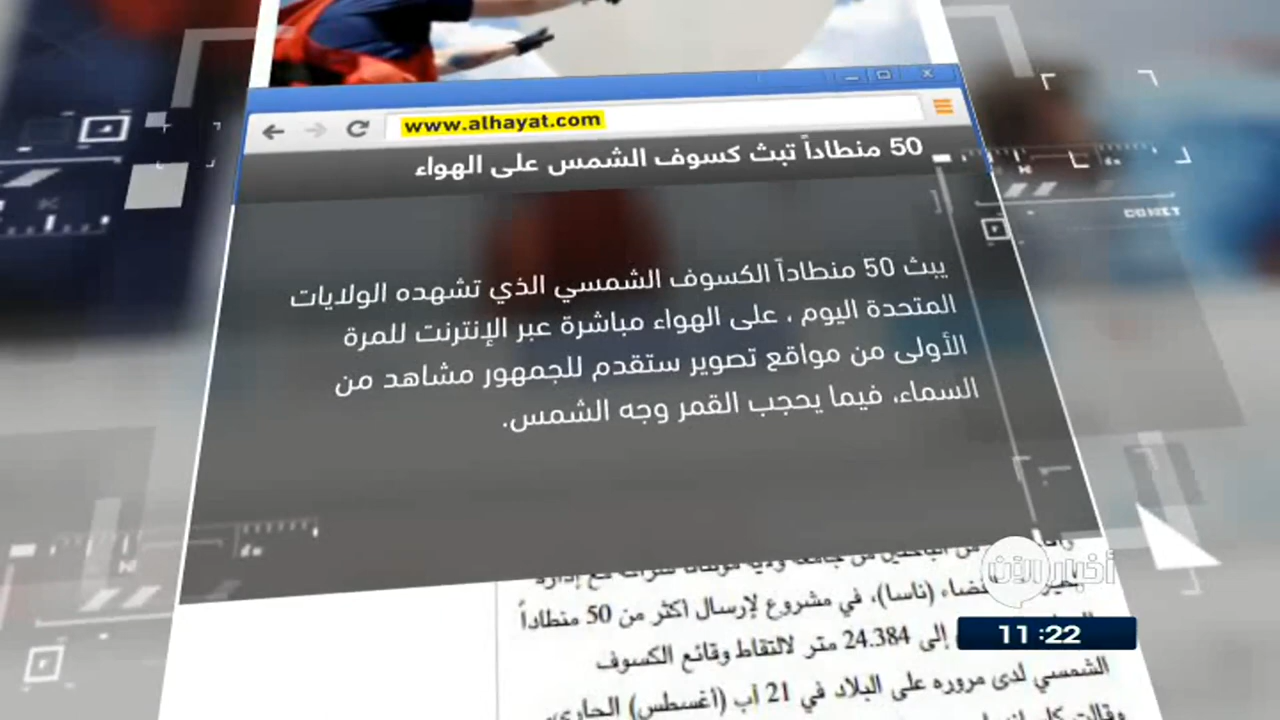 www.alhayat.com
50 منطاداً تبث كسوف الشمس على الهواء
يبث 50 منطاداً الكسوف الشمسي الذي تشهده الولايات
المتحدة اليوم ، على الهواء مباشرة عبر الإنترنت للمرة
الأولى من مواقع تصوير ستقدم للجمهور مشاهد من
السماء، فيما يحجب القمر وجه الشمس.
COMET
أخبار الآن
الفضاء (ناسا)، في مشروع لإرسال اكثر من 50 منطاداً
إلى 24.384 متر لالتقاط وقائع الكسوف
الشمسي لدى مروره على البلاد في 21 آب (أغسطس) الجاري،
11:22